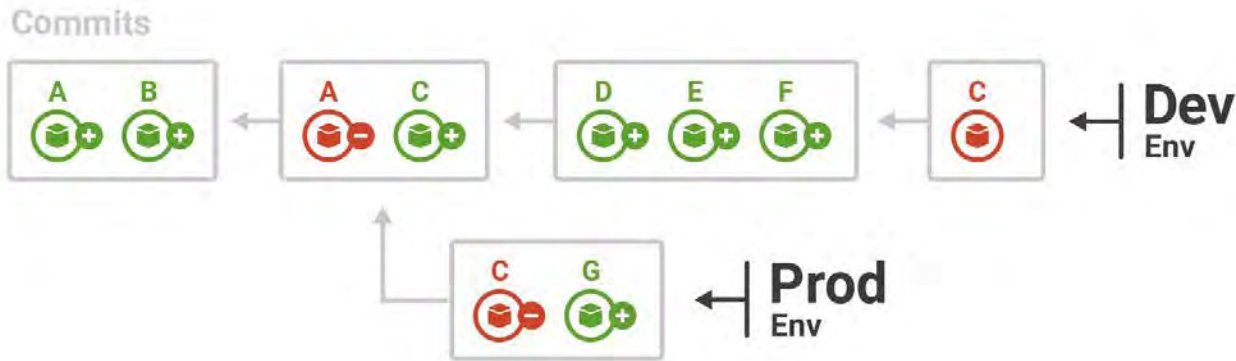 Commits
A B
A C
D E F
C
Dev
Env
C G
Prod
Env